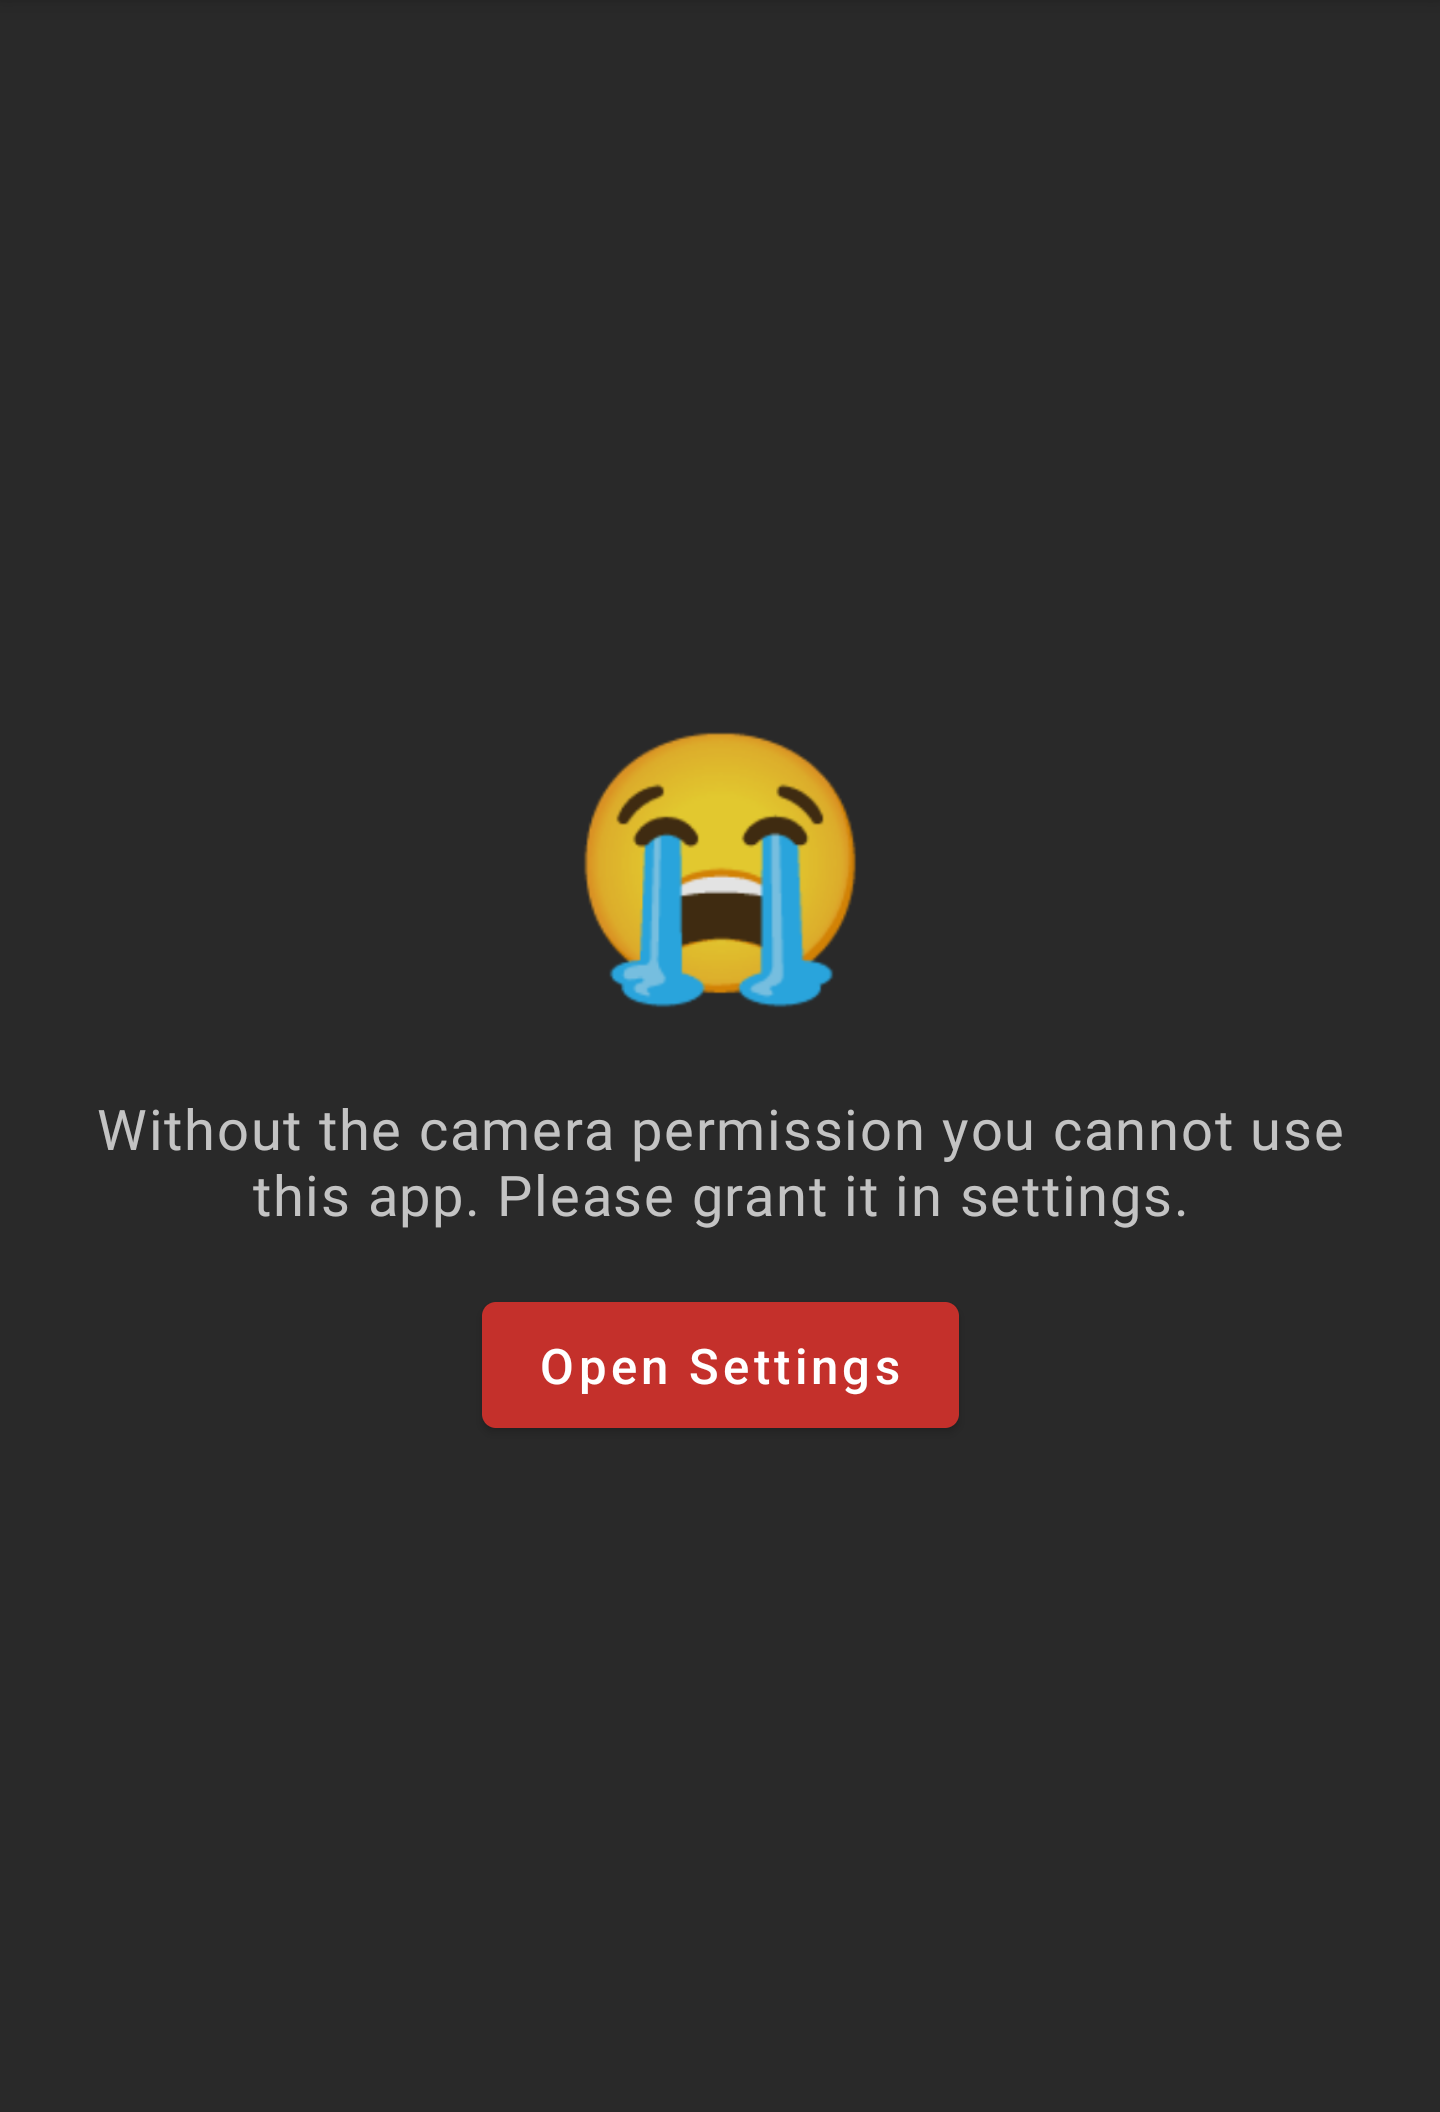 Without the camera permission you cannot use
this app. Please grant it in settings.
Open Settings